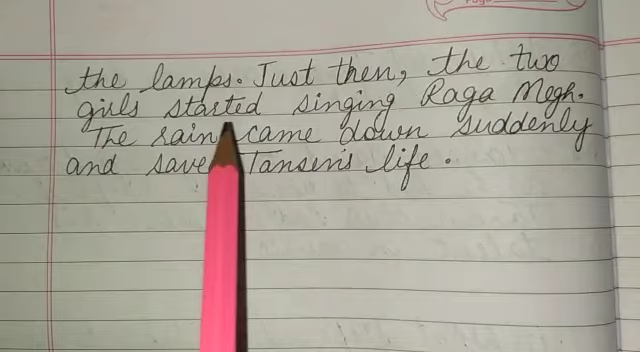 the lamps. Just then, the two
girls started singing Raga Megh.
The rain came down suddenly
and save Tansen's life.